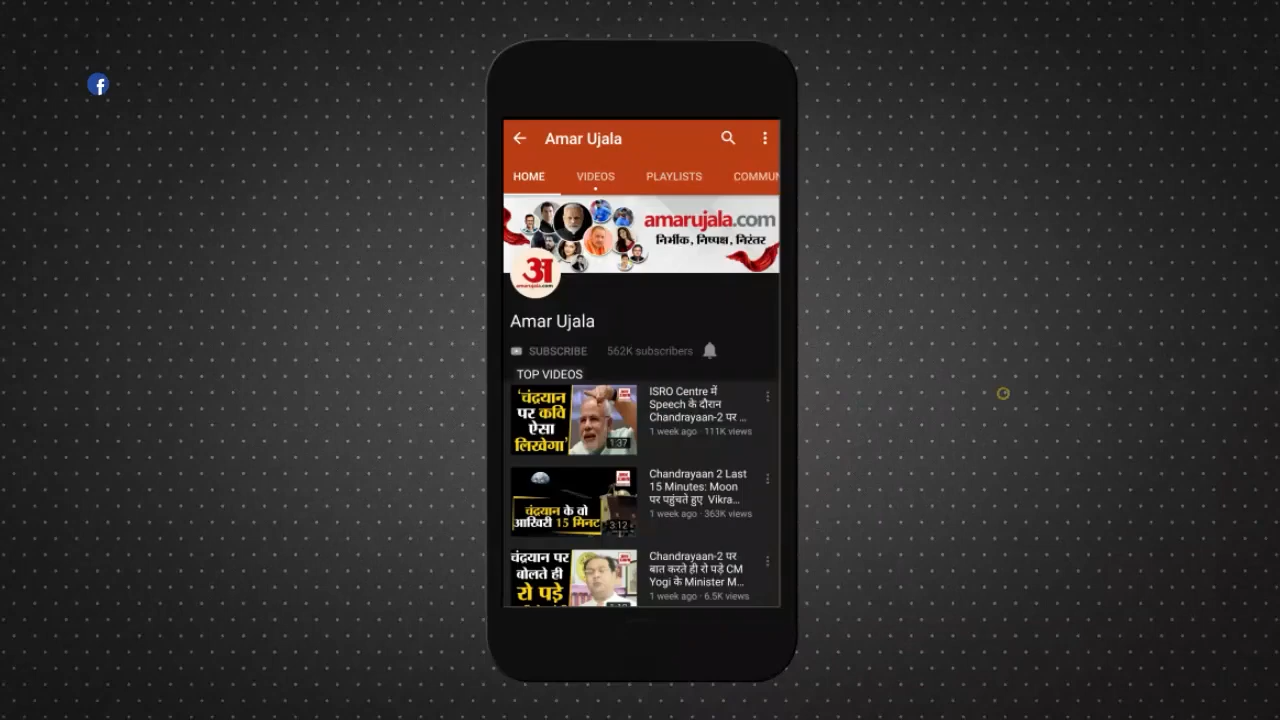 Amar Ujala
HOME VIDEOS PLAYLISTS COMMUN
amarujala.com
निर्भीक, निष्पक्ष, निरंतर
अ
amarujala.com
Amar Ujala
SUBSCRIBE 562K subscribers
TOP VIDEOS
'चंद्रयान
पर कवि
ऐसा
लिखेगा'
1:37
ISRO Centre में
Speech के दौरान
Chandrayaan-2 पर ...
1 week ago · 111K views
चंद्रयान के वो
आखिरी 15 मिनट
3:12
Chandrayaan 2 Last
15 Minutes: Moon
पर पहुंचते हुए Vikra...
1 week ago · 363K views
चंद्रयान पर
बोलते ही
रो पड़े
Chandrayaan-2 पर
बात करते ही रो पड़े CM
Yogi के Minister M...
1 week ago · 6.5K views